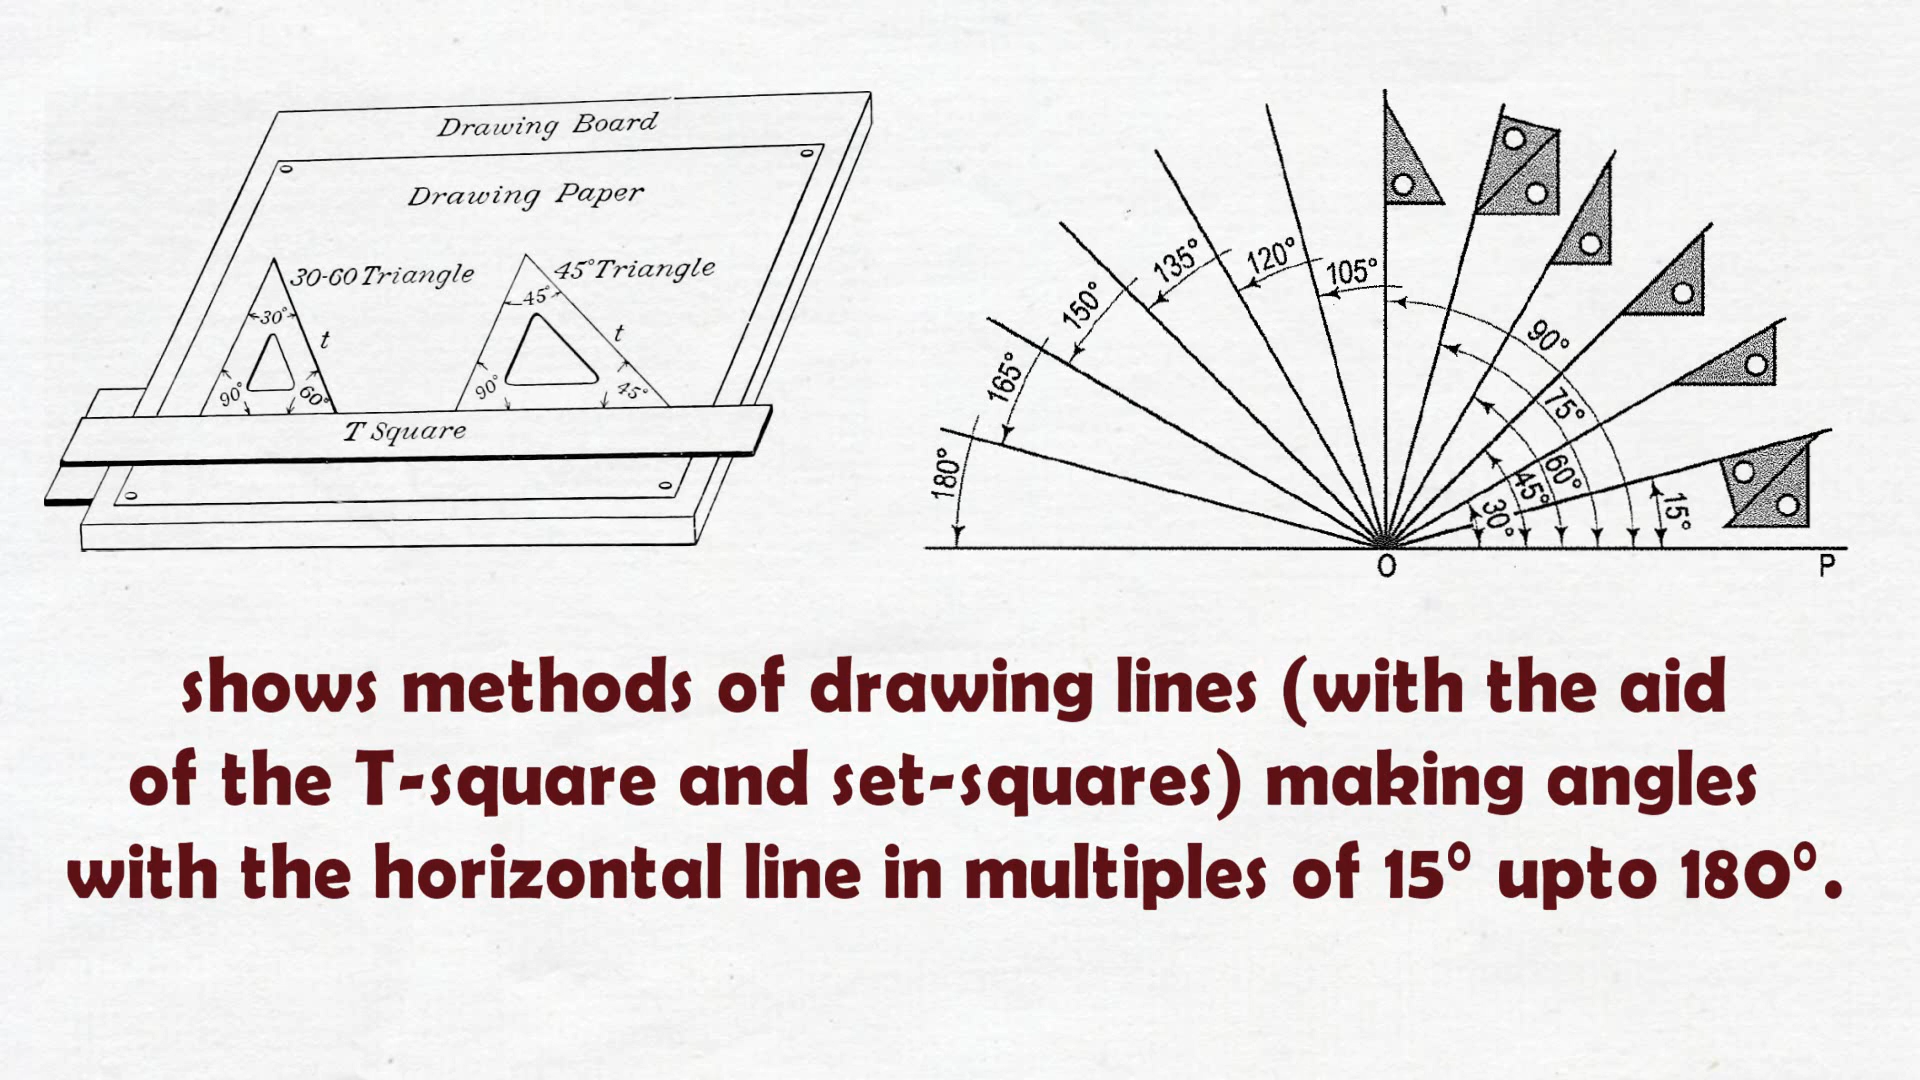 Drawing Board
Drawing Paper
30-60 Triangle
45° Triangle
30°
t
90°
60°
45°
t
90°
45°
T Square
180°
165°
150°
135°
120°
105°
90°
75°
60°
45°
30°
15°
O
P
shows methods of drawing lines (with the aid
of the T-square and set-squares) making angles
with the horizontal line in multiples of 15° upto 180°.